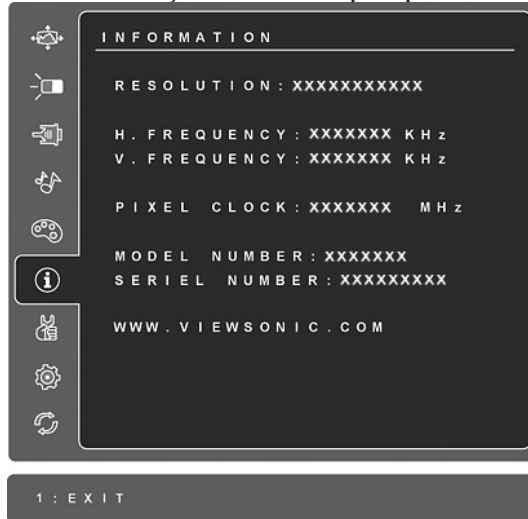 INFORMATION
RESOLUTION: XXXXXXXXXXX
H. FREQUENCY: XXXXXXX KHz
V. FREQUENCY: XXXXXXX KHz
PIXEL CLOCK: XXXXXXX MHz
MODEL NUMBER: XXXXXXX
SERIEL NUMBER: XXXXXXXXX
WWW.VIEWSONIC.COM
1:EXIT